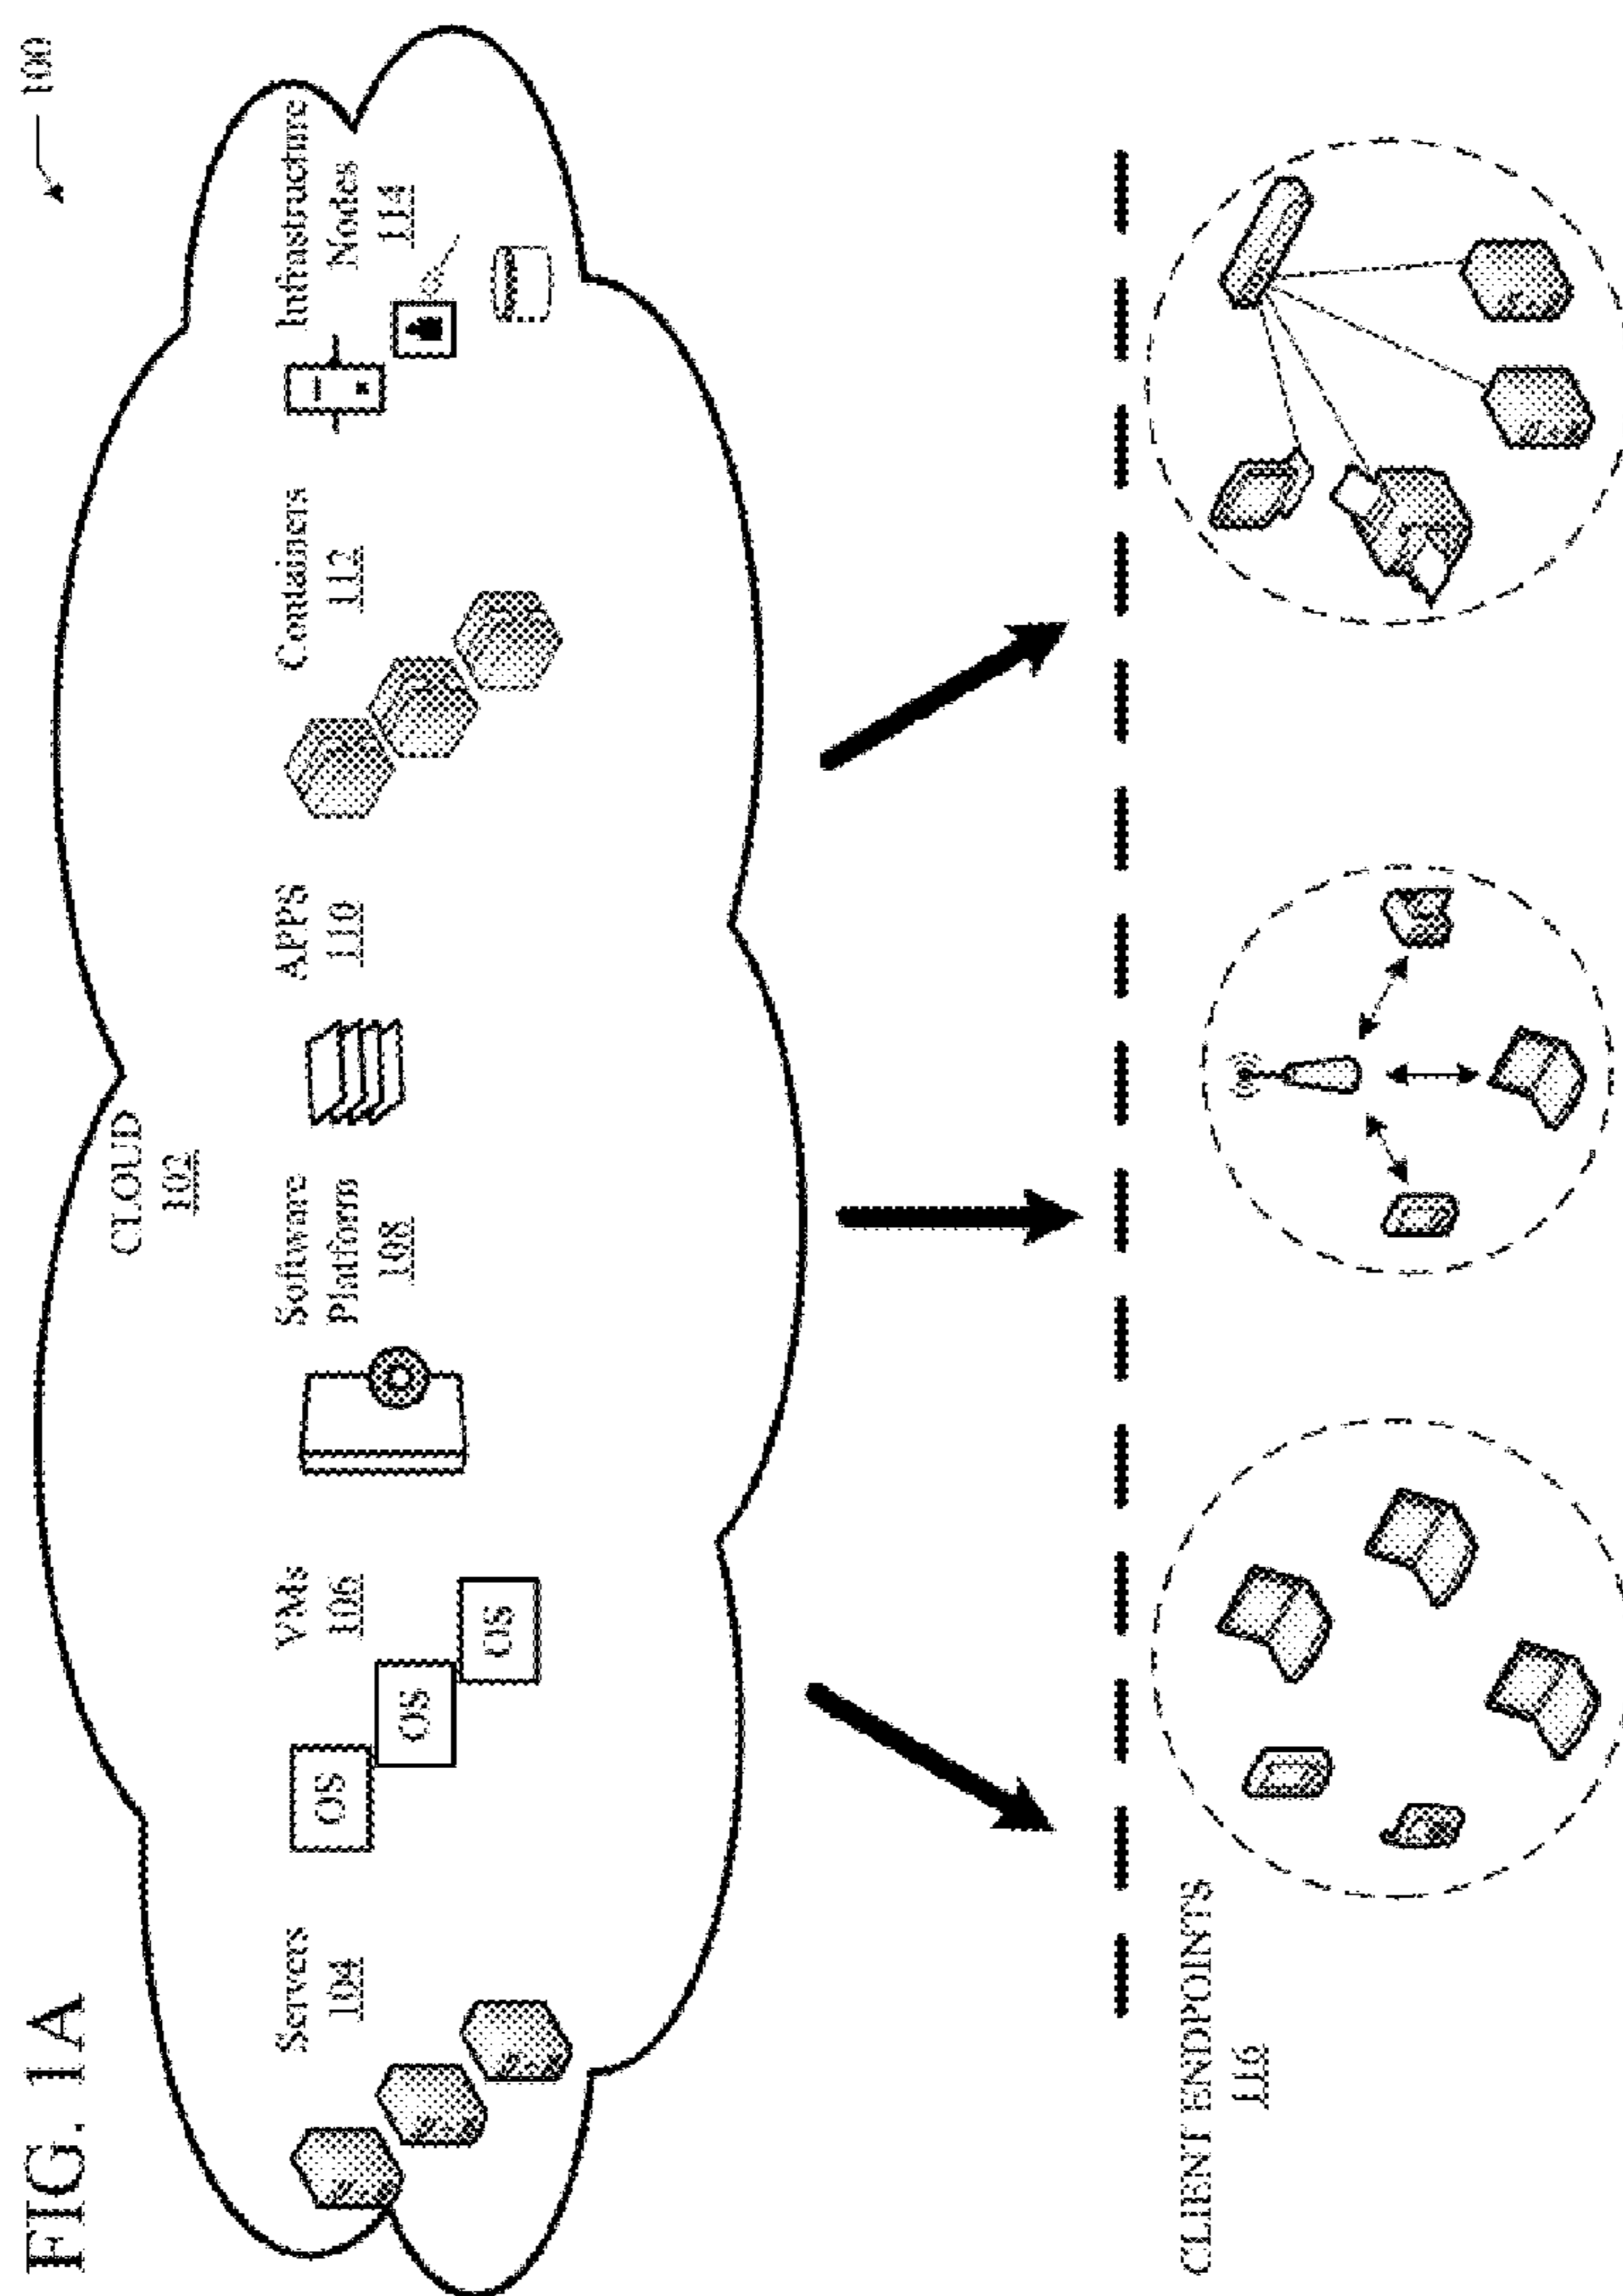 FIG. 1A
100
CLOUD
102
Servers
104
VMs
106
Software
Platform
108
APPS
110
Containers
112
Infrastructure
Nodes
114
OS
OS
OS
CLIENT ENDPOINTS
116